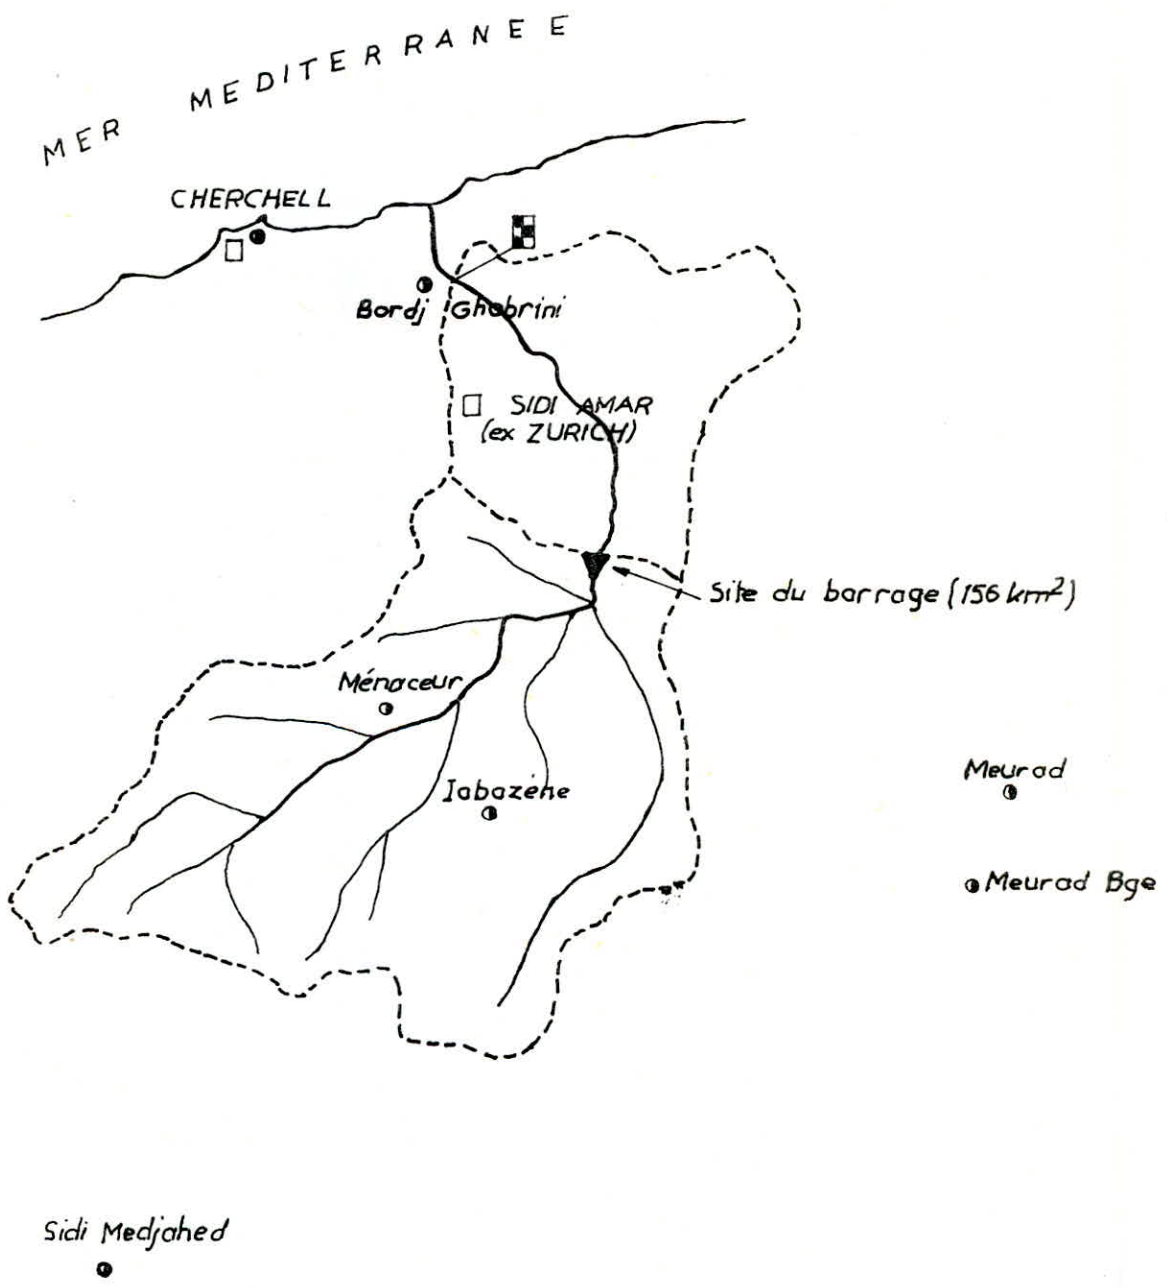 MER MEDITERRANEE
CHERCHELL
Bordj Ghobrini
SIDI AMAR
(ex ZURICH)
Site du barrage (156 km²)
Ménaceur
Iabazène
Meurad
Meurad Bge
Sidi Medjahed